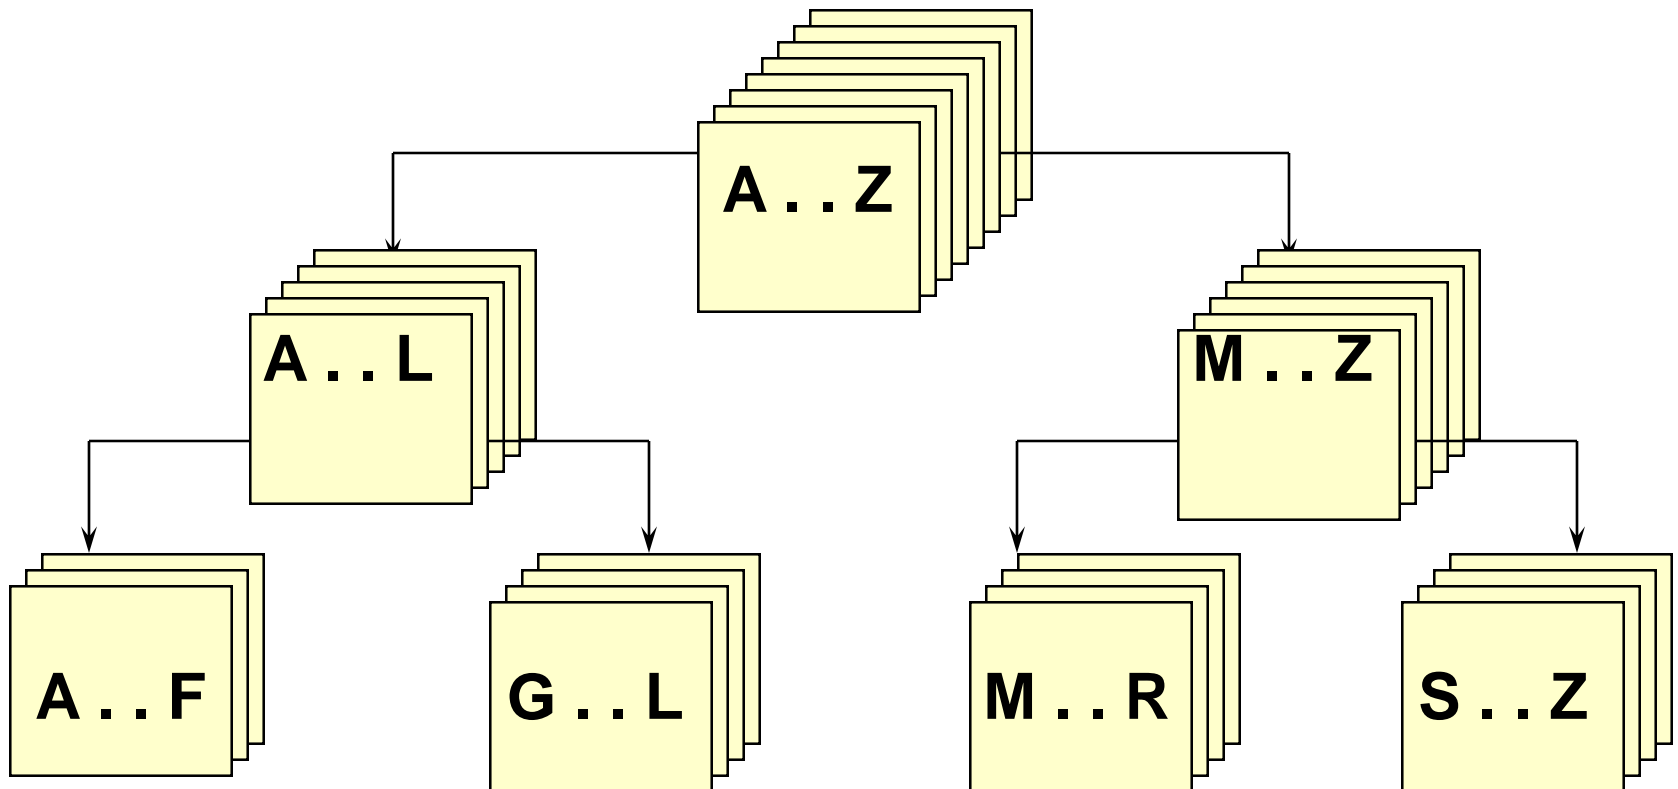 A . . Z
A . . L
M . . Z
A . . F
G . . L
M . . R
S . . Z